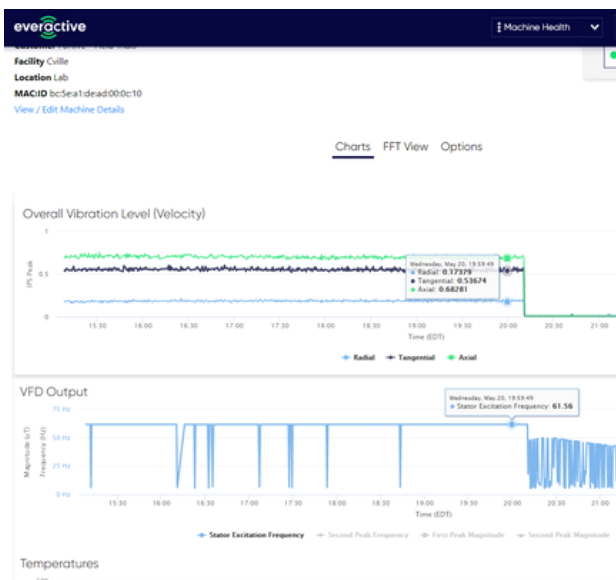 everactive
Machine Health
Facility Cville
Location Lab
MAC:ID bc:5e:a1:de:ad:00:0c:10
View / Edit Machine Details
Charts FFT View Options
Overall Vibration Level (Velocity)
1
0.5
0
IPS Peak
Wednesday, May 20, 19:59:49
Radial: 0.17379
Tangential: 0.53674
Axial: 0.68281
15:30 16:00 16:30 17:00 17:30 18:00 18:30 19:00 19:30 20:00 20:30 21:00
Time (EDT)
Radial Tangential Axial
VFD Output
75 Hz
50 Hz
25 Hz
0 Hz
Magnitude (uT)
Frequency (Hz)
Wednesday, May 20, 19:59:49
Stator Excitation Frequency: 61.56
15:30 16:00 16:30 17:00 17:30 18:00 18:30 19:00 19:30 20:00 20:30 21:00
Time (EDT)
Stator Excitation Frequency Second Peak Frequency First Peak Magnitude Second Peak Magnitude
Temperatures